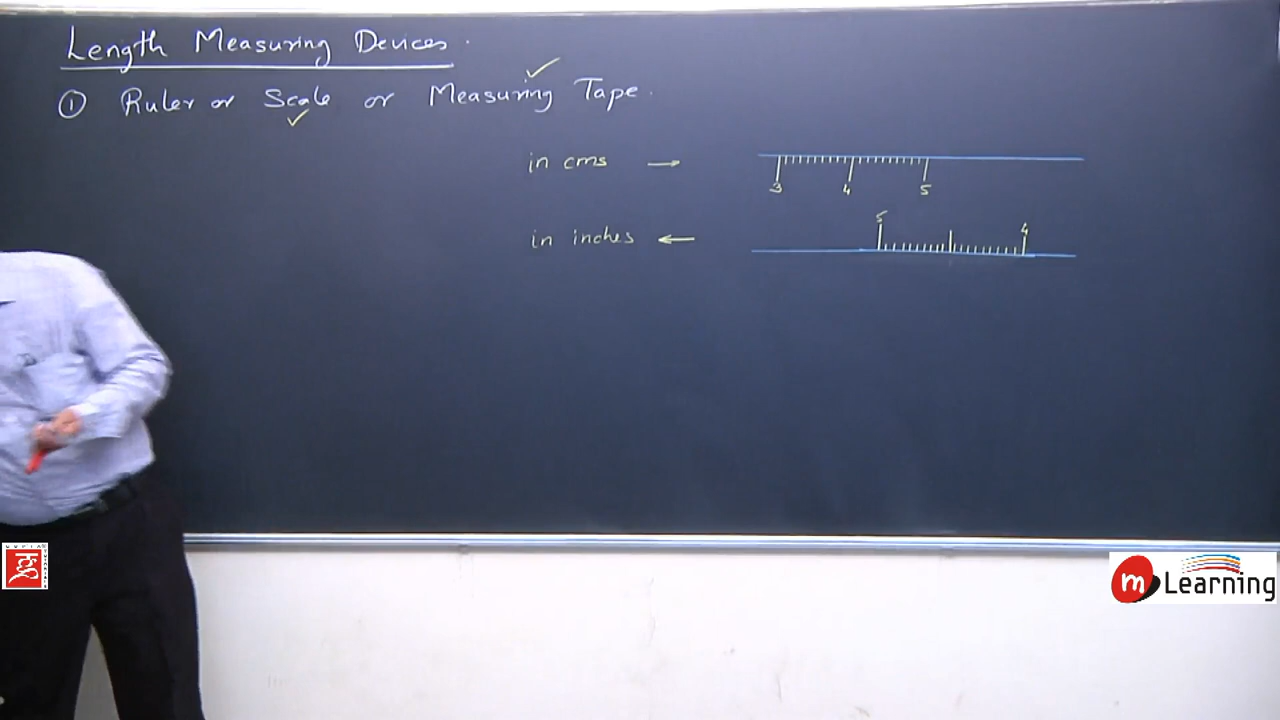 Length Measuring Devices.
① Ruler or Scale or Measuring Tape.
in cms →
3 4 5
in inches ←
5 4
m Learning